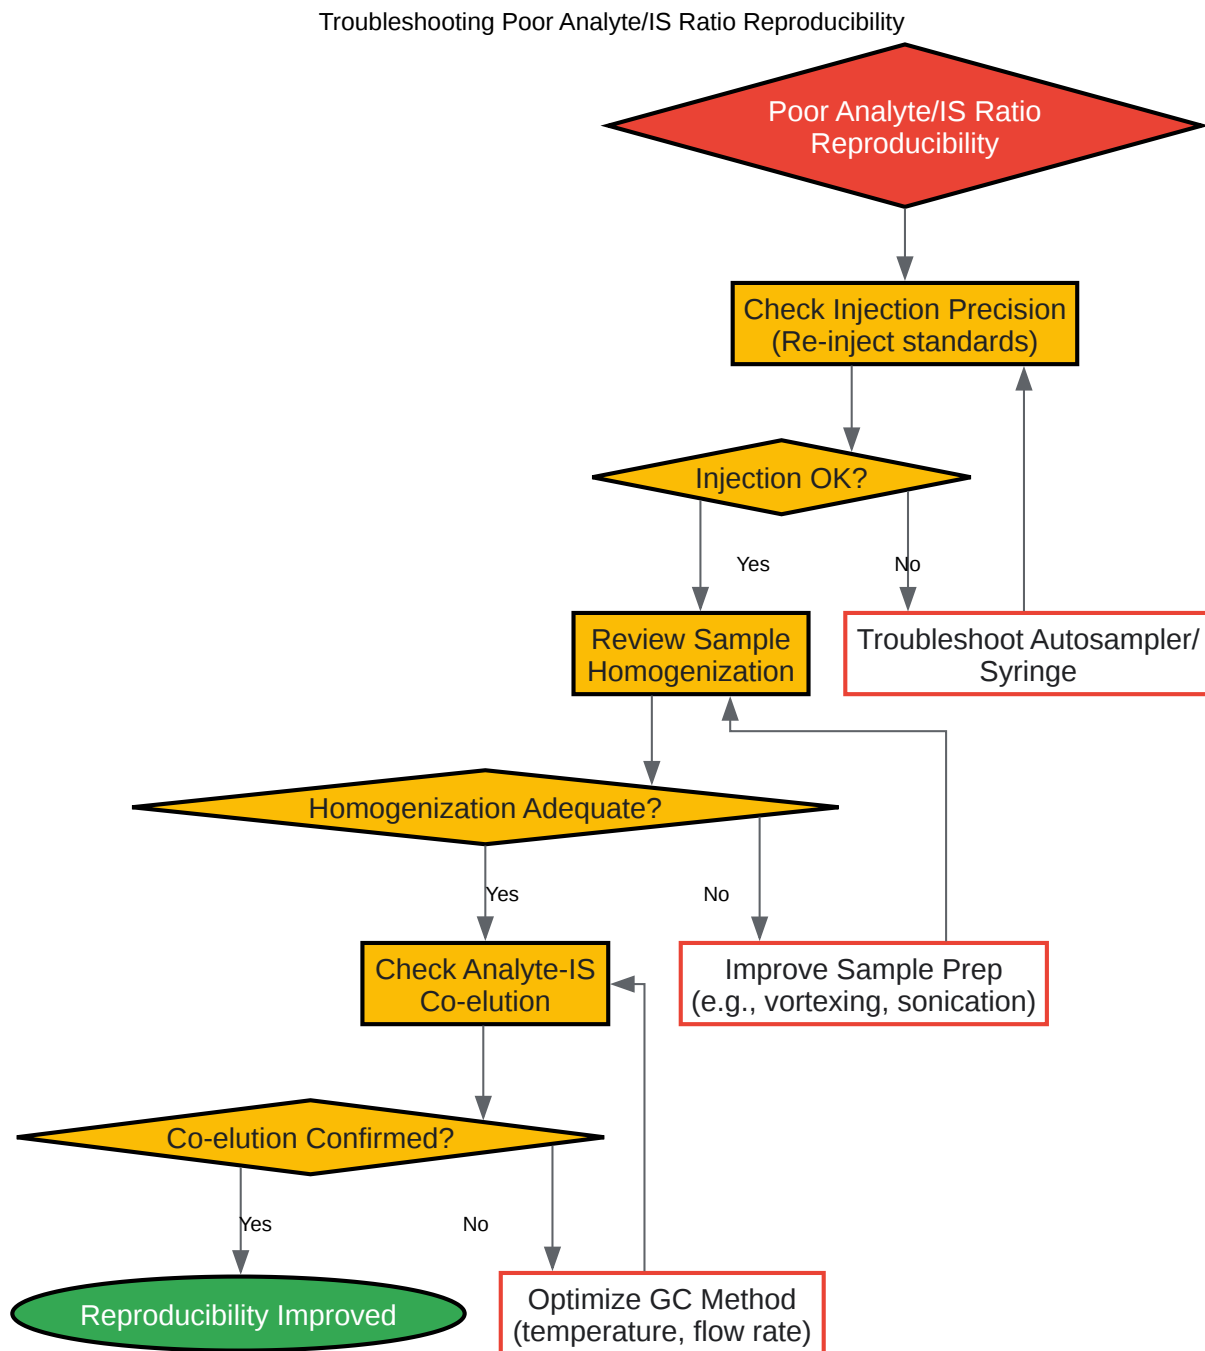 Troubleshooting Poor Analyte/IS Ratio Reproducibility
Poor Analyte/IS Ratio
Reproducibility
Check Injection Precision
(Re-inject standards)
Injection OK?
Yes
No
Review Sample
Homogenization
Troubleshoot Autosampler/
Syringe
Homogenization Adequate?
Yes
No
Check Analyte-IS
Co-elution
Improve Sample Prep
(e.g., vortexing, sonication)
Co-elution Confirmed?
Yes
No
Reproducibility Improved
Optimize GC Method
(temperature, flow rate)